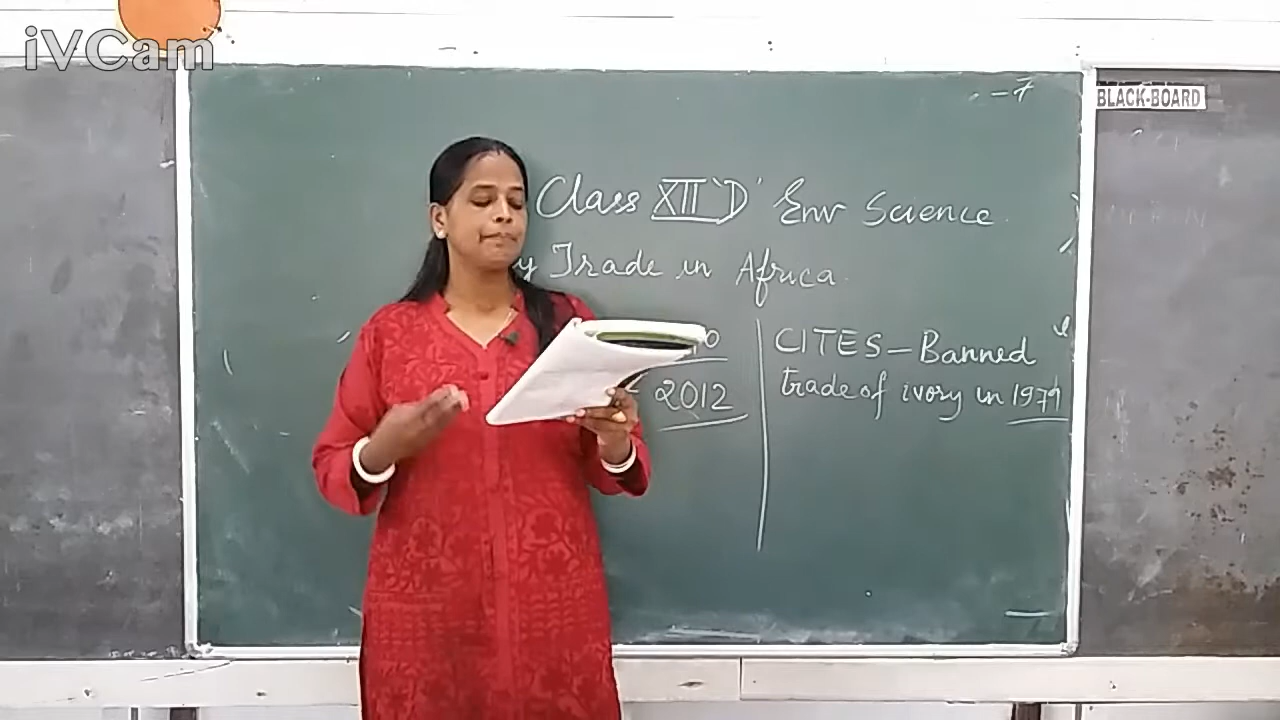 iVCam
BLACK-BOARD
Class XII 'D' Env Science
Trade in Africa.
2012
CITES – Banned
trade of ivory in 1979